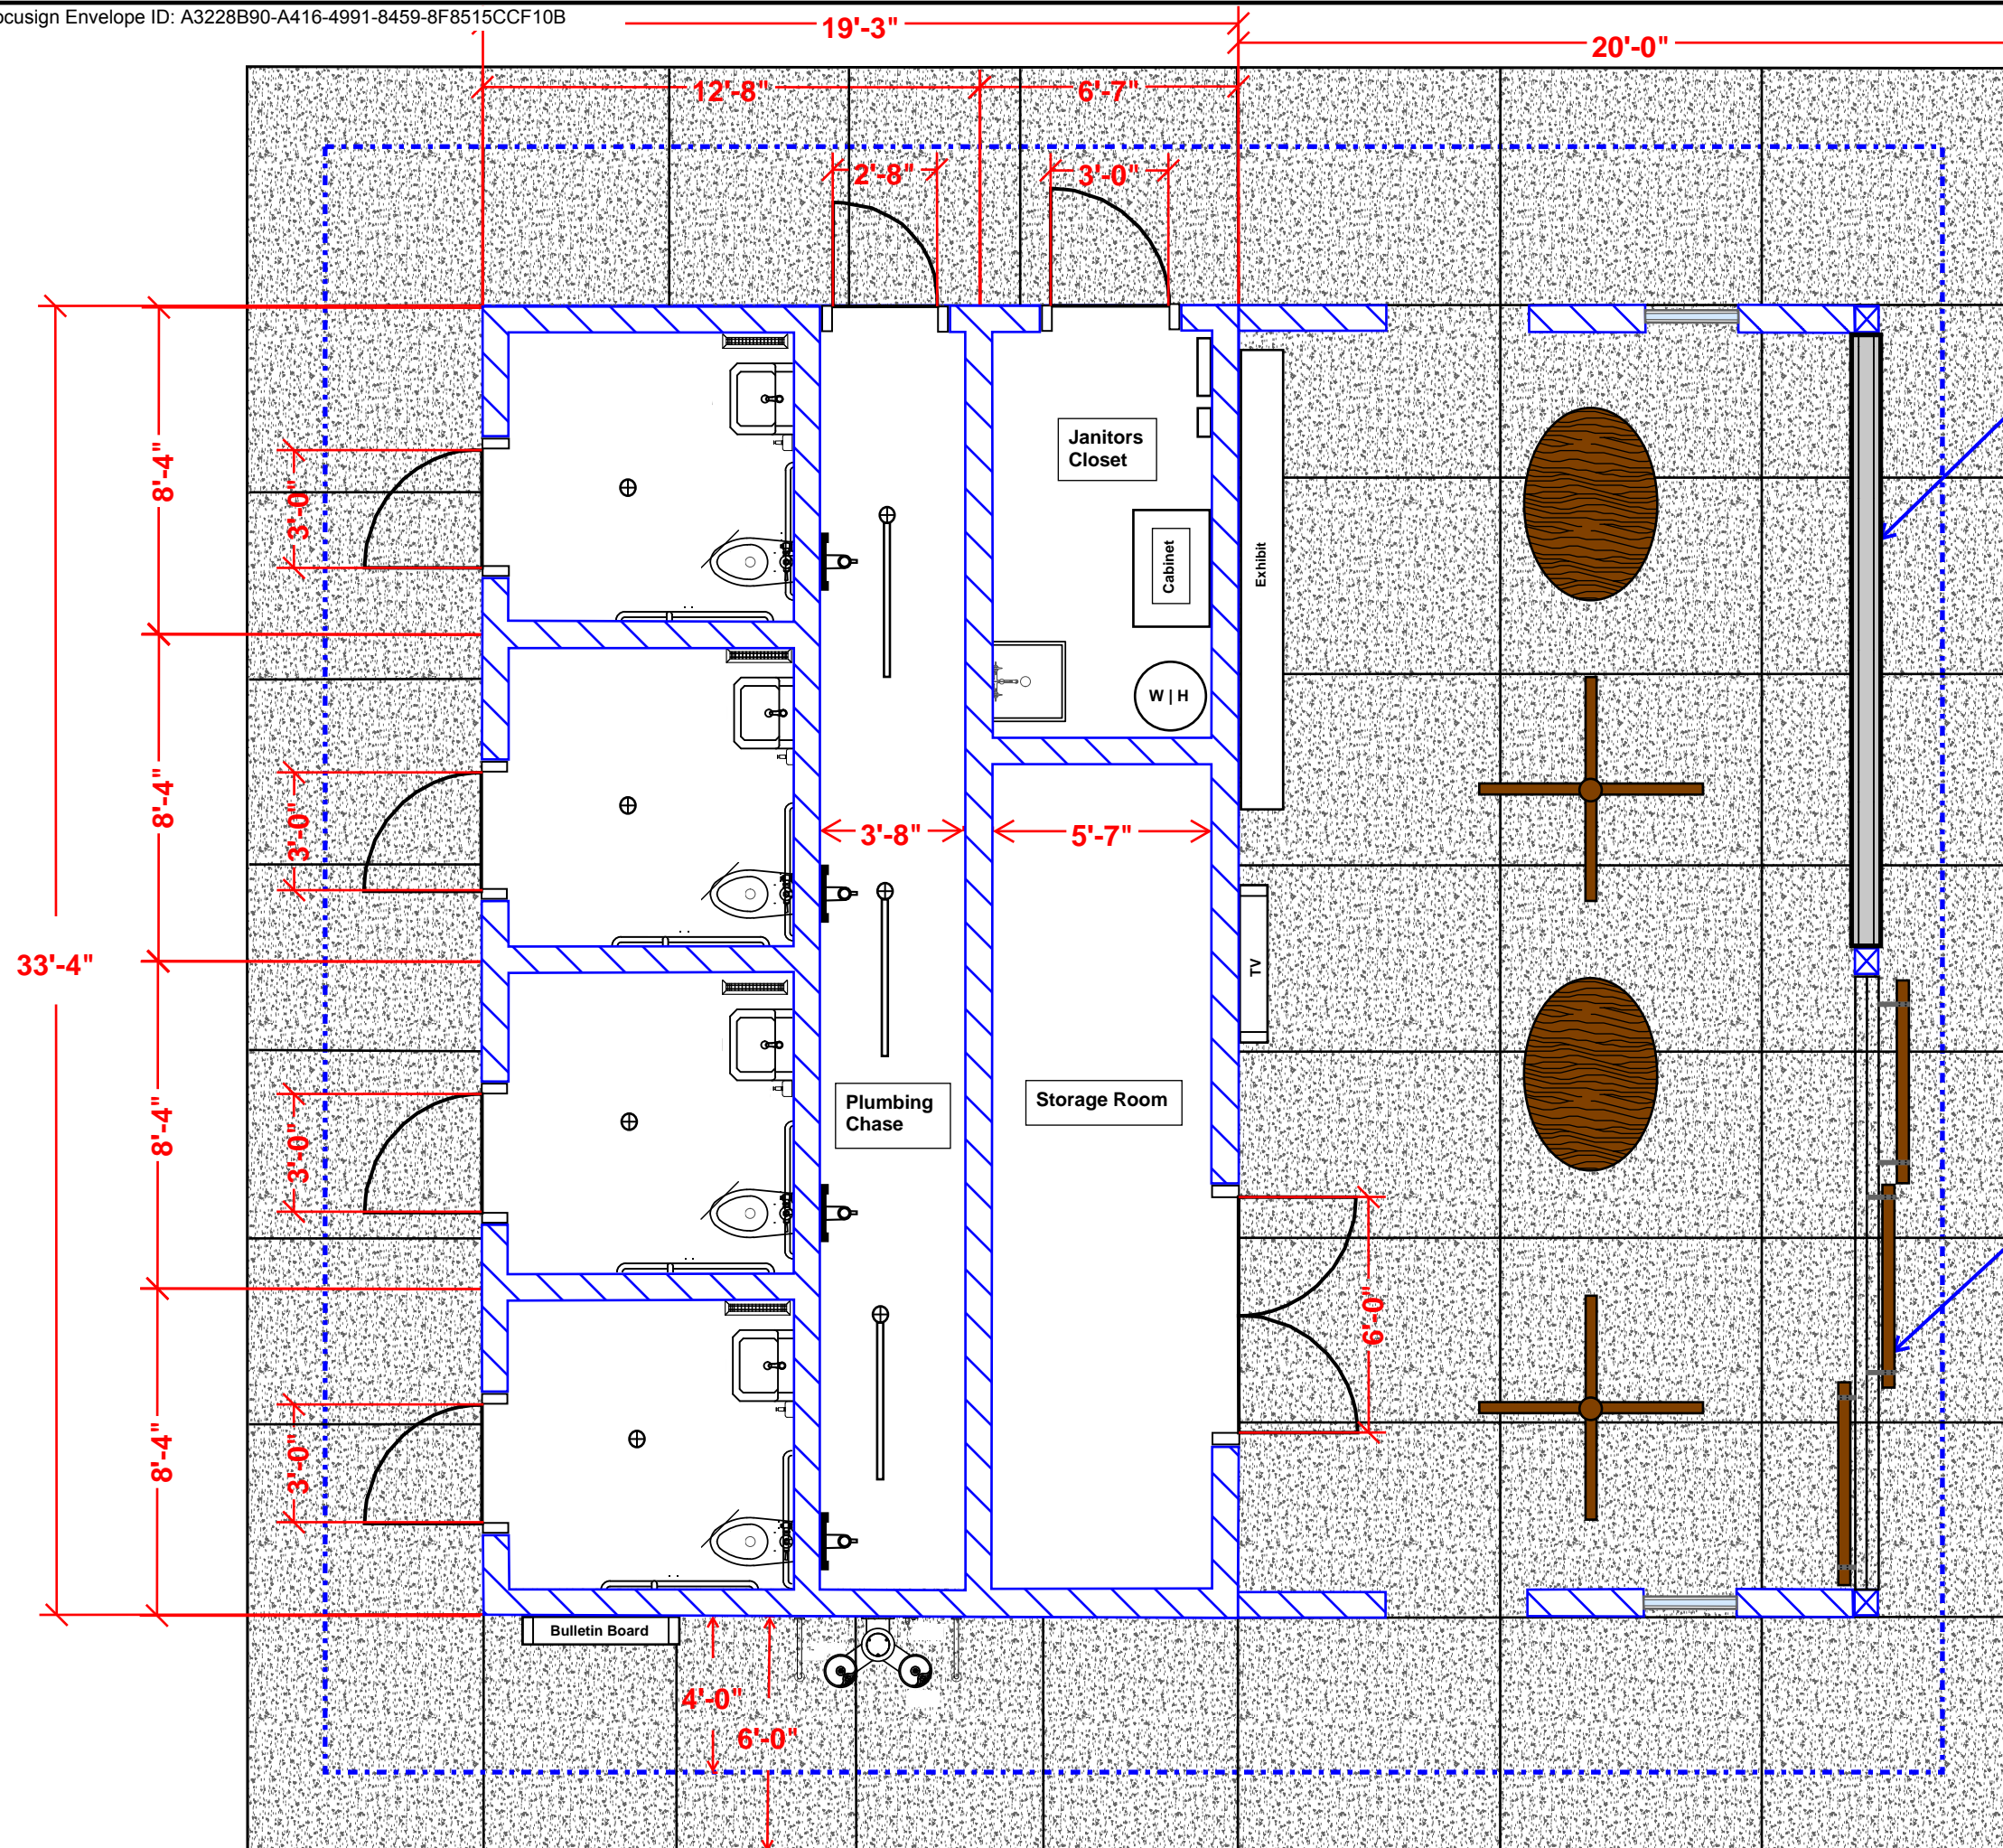 ocusign Envelope ID: A3228B90-A416-4991-8459-8F8515CCF10B
19'-3"
20'-0"
12'-8"
6'-7"
2'-8"
3'-0"
8'-4"
3'-0"
Janitors
Closet
Cabinet
Exhibit
W | H
8'-4"
3'-0"
3'-8"
5'-7"
33'-4"
TV
8'-4"
3'-0"
Plumbing
Chase
Storage Room
6'-0"
8'-4"
3'-0"
Bulletin Board
4'-0"
6'-0"